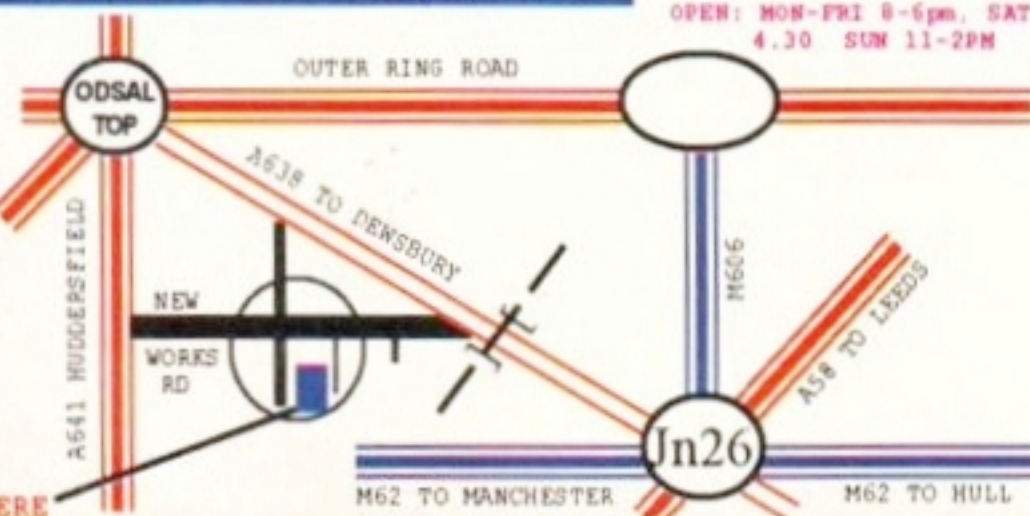 OPEN: MON-FRI 8-6pm, SAT
4.30 SUN 11-2PM
OUTER RING ROAD
ODSAL
TOP
A638 TO DEWSBURY
A641 HUDDERSFIELD
M606
NEW
WORKS
RD
A58 TO LEEDS
Jn26
M62 TO MANCHESTER
M62 TO HULL
ERE